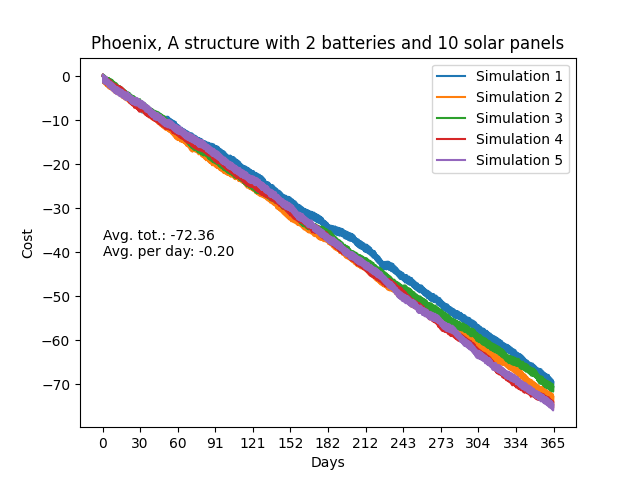 Phoenix, A structure with 2 batteries and 10 solar panels
Simulation 1
Simulation 2
Simulation 3
Simulation 4
Simulation 5
Cost
0
−10
−20
−30
−40
−50
−60
−70
Avg. tot.: -72.36
Avg. per day: -0.20
0 30 60 91 121 152 182 212 243 273 304 334 365
Days